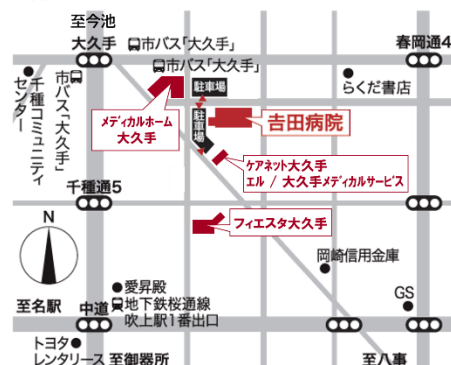 至今池
大久手
市バス「大久手」
春岡通4
市バス「大久手」
駐車場
らくだ書店
千種コミュニティ
センター
市バス「大久手」
メディカルホーム
大久手
駐車場
吉田病院
ケアネット大久手
エル / 大久手メディカルサービス
千種通5
フィエスタ大久手
N
岡崎信用金庫
愛昇殿
GS
至名駅
中道
地下鉄桜通線
吹上駅1番出口
トヨタ
レンタリース
至御器所
至八事